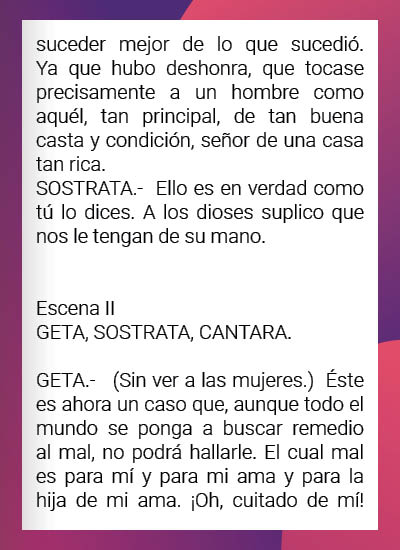 suceder mejor de lo que sucedió.
Ya que hubo deshonra, que tocase
precisamente a un hombre como
aquél, tan principal, de tan buena
casta y condición, señor de una casa
tan rica.
SOSTRATA.- Ello es en verdad como
tú lo dices. A los dioses suplico que
nos le tengan de su mano.
Escena II
GETA, SOSTRATA, CANTARA.
GETA.- (Sin ver a las mujeres.) Éste
es ahora un caso que, aunque todo el
mundo se ponga a buscar remedio
al mal, no podrá hallarle. El cual mal
es para mí y para mi ama y para la
hija de mi ama. ¡Oh, cuitado de mí!